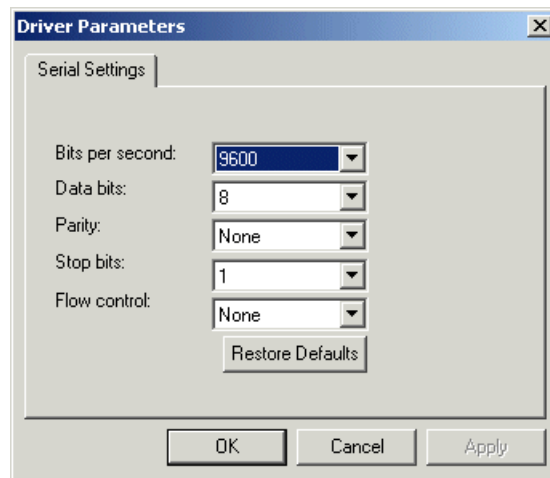 Driver Parameters
Serial Settings
Bits per second: 9600
Data bits: 8
Parity: None
Stop bits: 1
Flow control: None
Restore Defaults
OK Cancel Apply